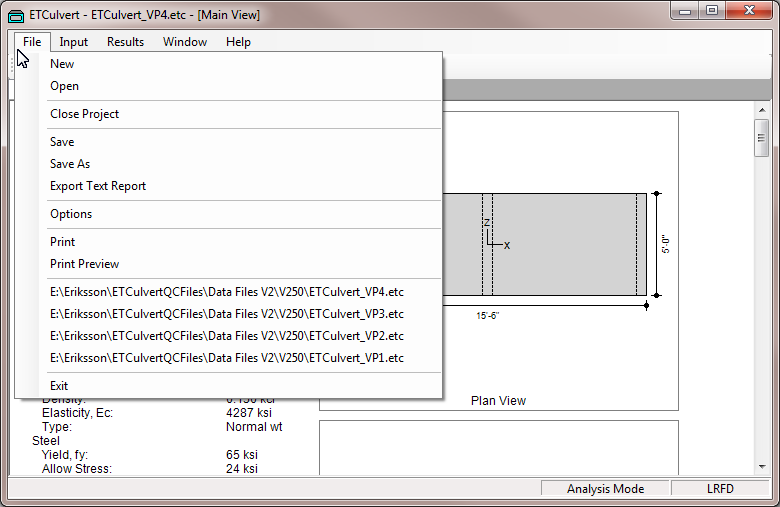 ETCulvert - ETCulvert_VP4.etc - [Main View]
File Input Results Window Help
New
Open
Close Project
Save
Save As
Export Text Report
Options
Print
Print Preview
E:\Eriksson\ETCulvertQCFiles\Data Files V2\V250\ETCulvert_VP4.etc
E:\Eriksson\ETCulvertQCFiles\Data Files V2\V250\ETCulvert_VP3.etc
E:\Eriksson\ETCulvertQCFiles\Data Files V2\V250\ETCulvert_VP2.etc
E:\Eriksson\ETCulvertQCFiles\Data Files V2\V250\ETCulvert_VP1.etc
Exit
Z
X
5'-0"
15'-6"
Plan View
Density: 0.150 kcf
Elasticity, Ec: 4287 ksi
Type: Normal wt
Steel
Yield, fy: 65 ksi
Allow Stress: 24 ksi
Analysis Mode LRFD